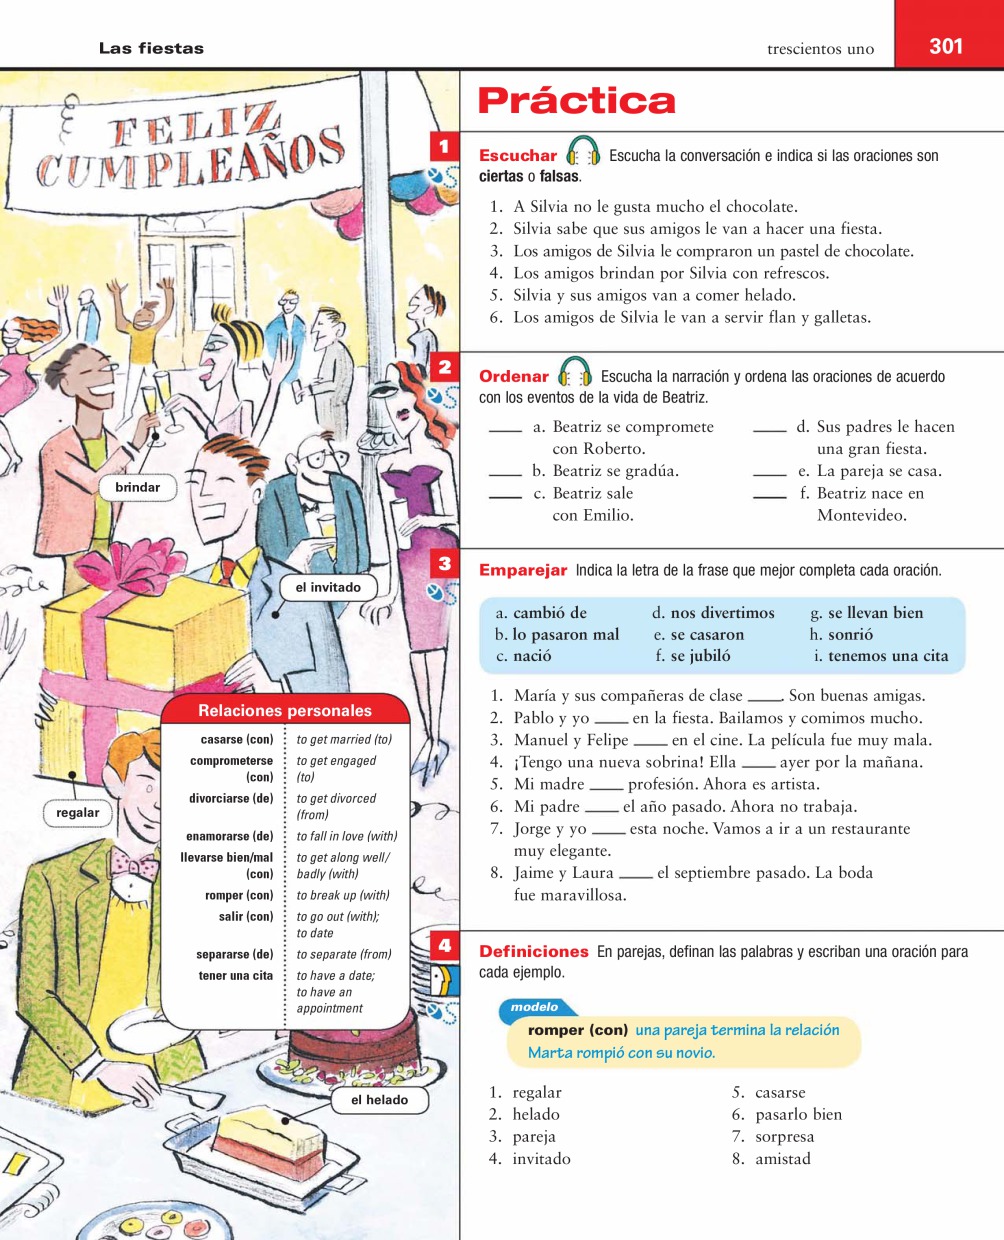 Las fiestas
trescientos uno
301
FELIZ
CUMPLEAÑOS
brindar
el invitado
regalar
el helado
Relaciones personales
casarse (con) to get married (to)
comprometerse to get engaged
(con) (to)
divorciarse (de) to get divorced
(from)
enamorarse (de) to fall in love (with)
llevarse bien/mal to get along well/
(con) badly (with)
romper (con) to break up (with)
salir (con) to go out (with);
to date
separarse (de) to separate (from)
tener una cita to have a date;
to have an
appointment
Práctica
1
Escuchar Escucha la conversación e indica si las oraciones son
ciertas o falsas.
1. A Silvia no le gusta mucho el chocolate.
2. Silvia sabe que sus amigos le van a hacer una fiesta.
3. Los amigos de Silvia le compraron un pastel de chocolate.
4. Los amigos brindan por Silvia con refrescos.
5. Silvia y sus amigos van a comer helado.
6. Los amigos de Silvia le van a servir flan y galletas.
2
Ordenar Escucha la narración y ordena las oraciones de acuerdo
con los eventos de la vida de Beatriz.
____ a. Beatriz se compromete
con Roberto.
____ b. Beatriz se gradúa.
____ c. Beatriz sale
con Emilio.
____ d. Sus padres le hacen
una gran fiesta.
____ e. La pareja se casa.
____ f. Beatriz nace en
Montevideo.
3
Emparejar Indica la letra de la frase que mejor completa cada oración.
a. cambió de d. nos divertimos g. se llevan bien
b. lo pasaron mal e. se casaron h. sonrió
c. nació f. se jubiló i. tenemos una cita
1. María y sus compañeras de clase ____. Son buenas amigas.
2. Pablo y yo ____ en la fiesta. Bailamos y comimos mucho.
3. Manuel y Felipe ____ en el cine. La película fue muy mala.
4. ¡Tengo una nueva sobrina! Ella ____ ayer por la mañana.
5. Mi madre ____ profesión. Ahora es artista.
6. Mi padre ____ el año pasado. Ahora no trabaja.
7. Jorge y yo ____ esta noche. Vamos a ir a un restaurante
muy elegante.
8. Jaime y Laura ____ el septiembre pasado. La boda
fue maravillosa.
4
Definiciones En parejas, definan las palabras y escriban una oración para
cada ejemplo.
modelo
romper (con) una pareja termina la relación
Marta rompió con su novio.
1. regalar
2. helado
3. pareja
4. invitado
5. casarse
6. pasarlo bien
7. sorpresa
8. amistad